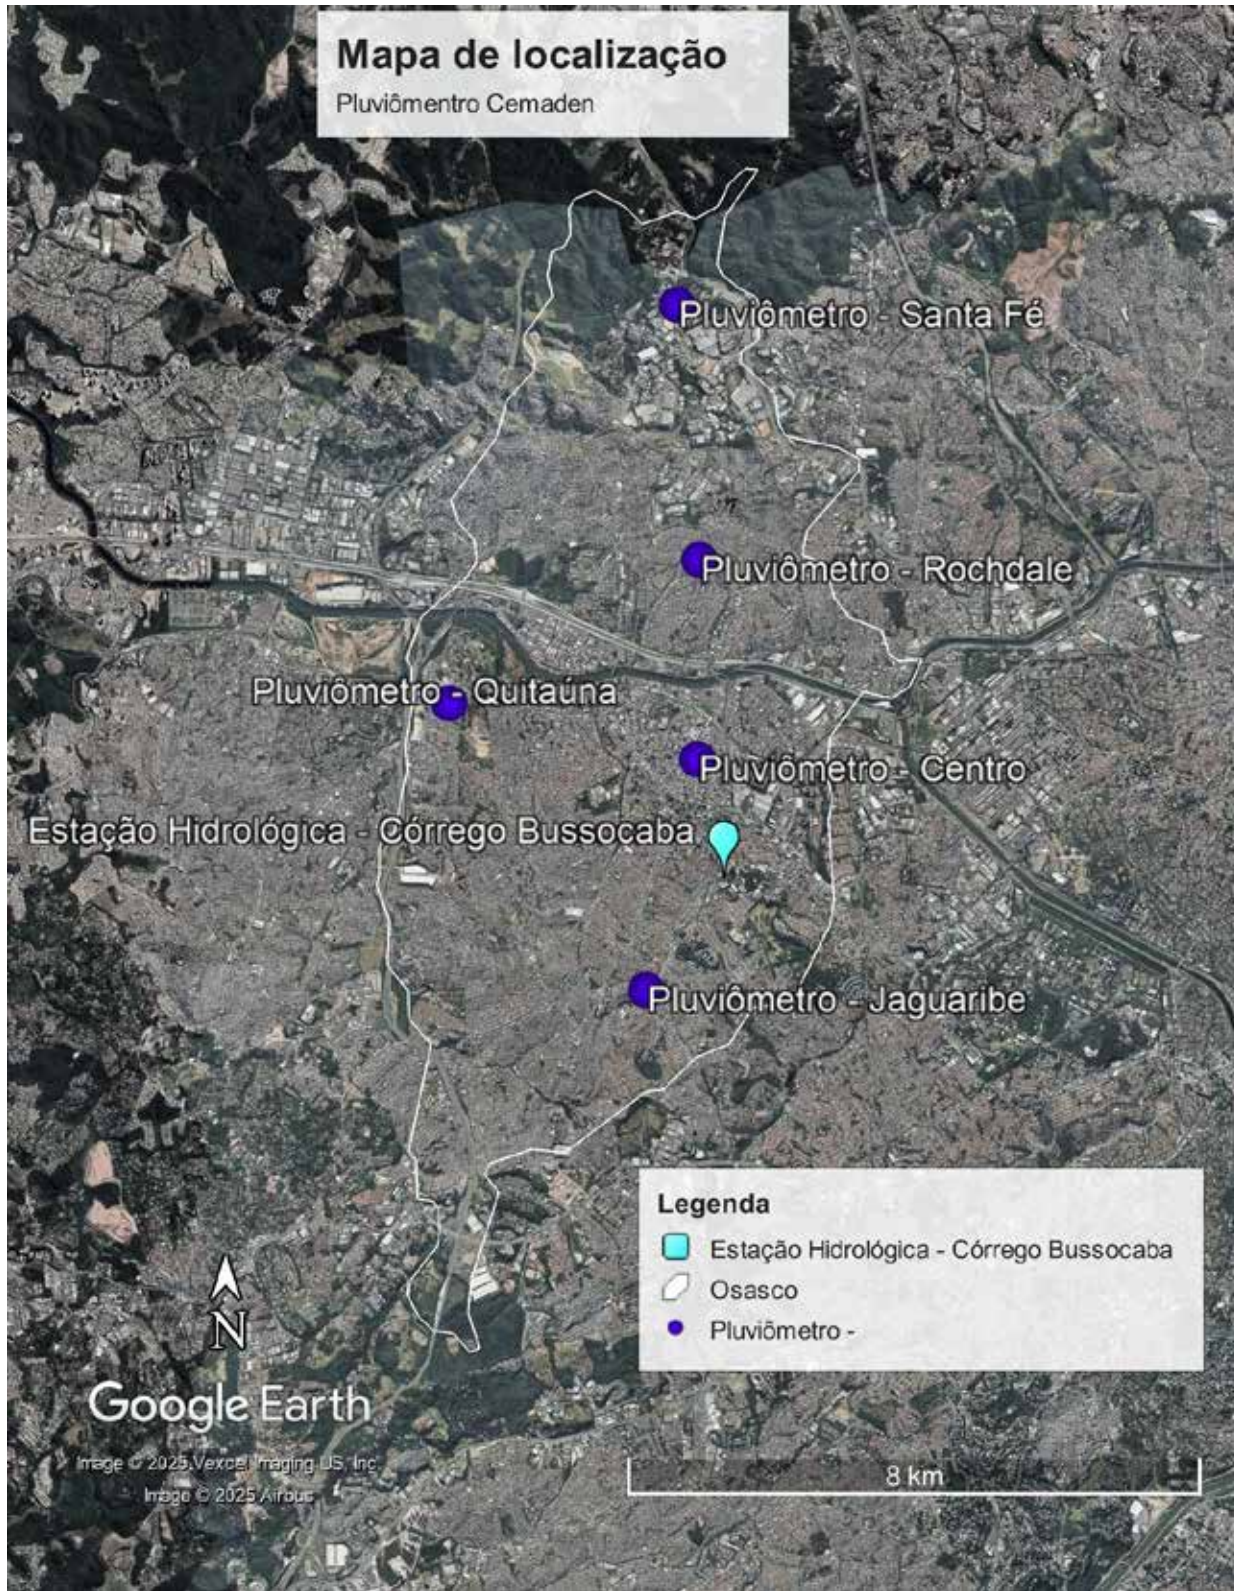 Mapa de localização
Pluviômentro Cemaden
Pluviômetro - Santa Fé
Pluviômetro - Rochdale
Pluviômetro - Quitaúna
Pluviômetro - Centro
Estação Hidrológica - Córrego Bussocaba
Pluviômetro - Jaguaribe
Legenda
Estação Hidrológica - Córrego Bussocaba
Osasco
Pluviômetro -
N
Google Earth
Image © 2025 Vexcel Imaging US, Inc
Image © 2025 Airbus
8 km